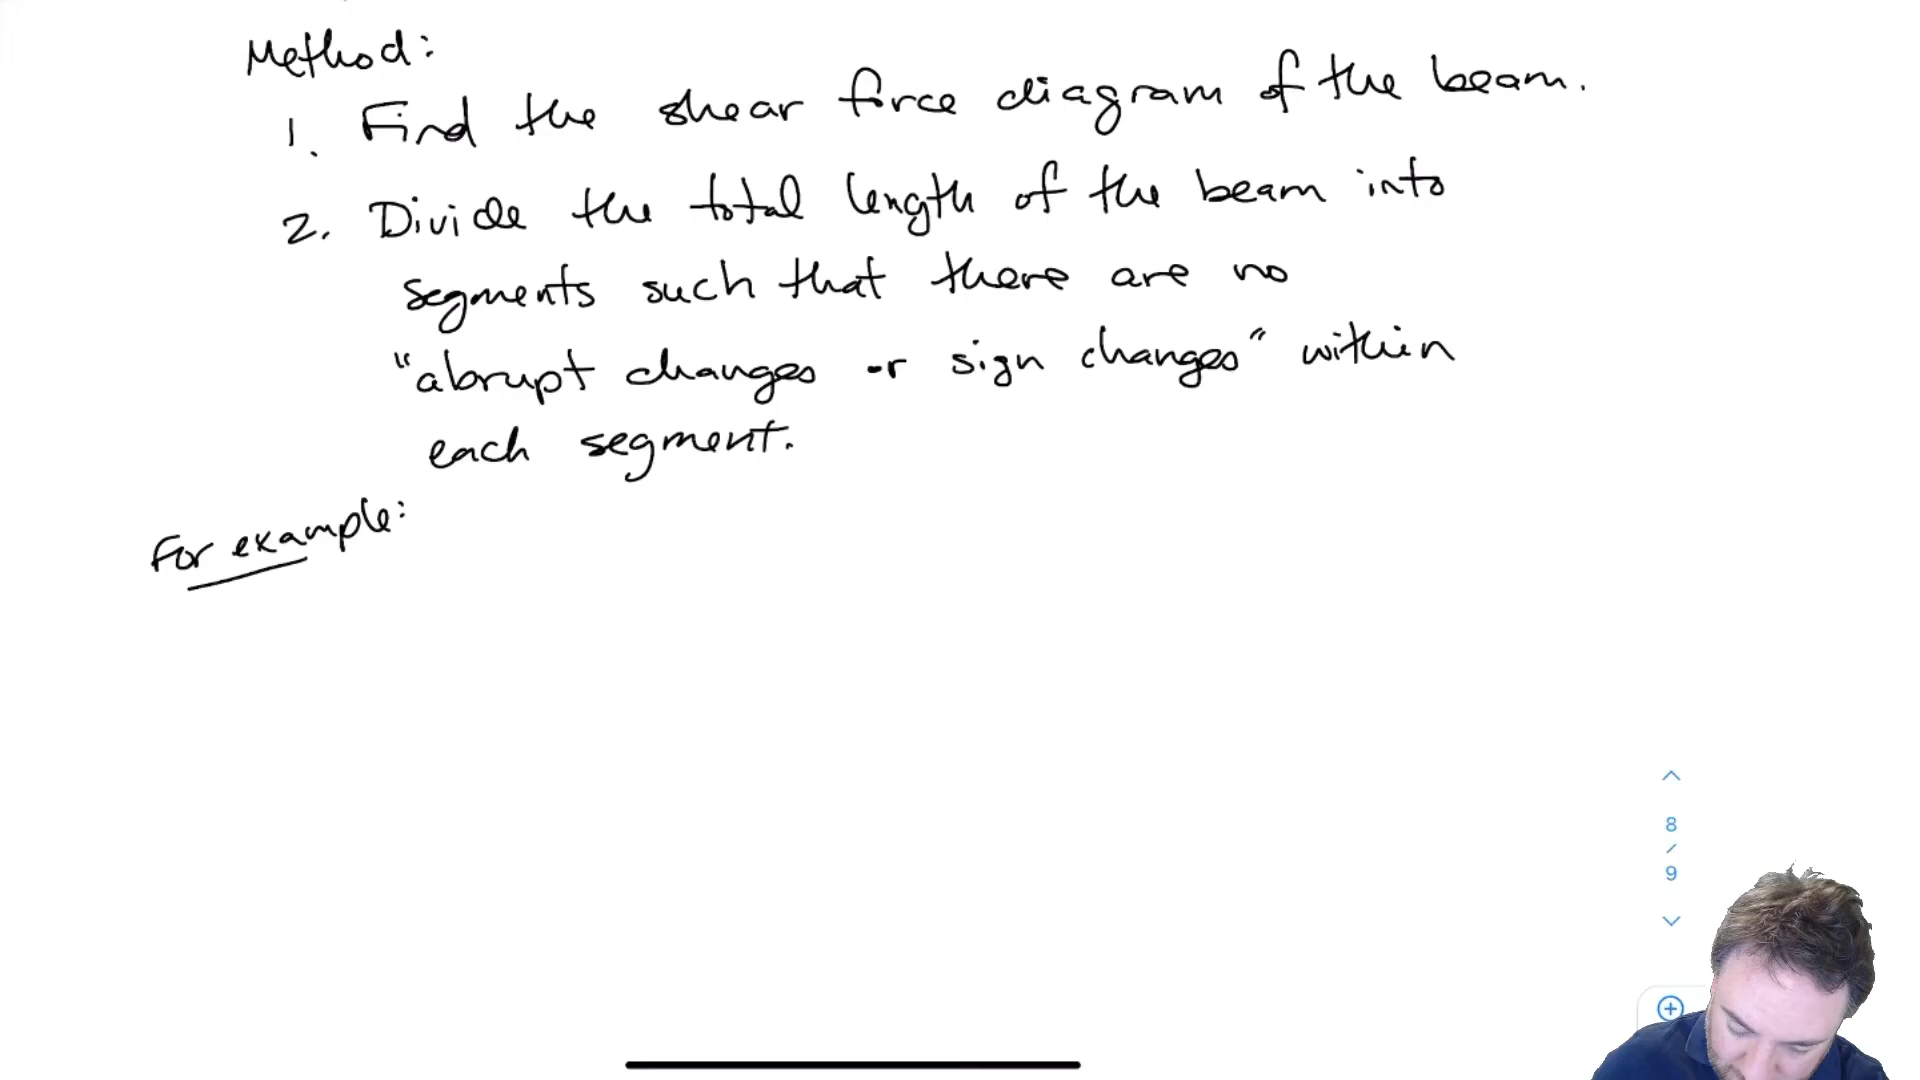 Method:
1. Find the shear force diagram of the beam.
2. Divide the total length of the beam into
segments such that there are no
"abrupt changes or sign changes" within
each segment.
For example:
8
/
9